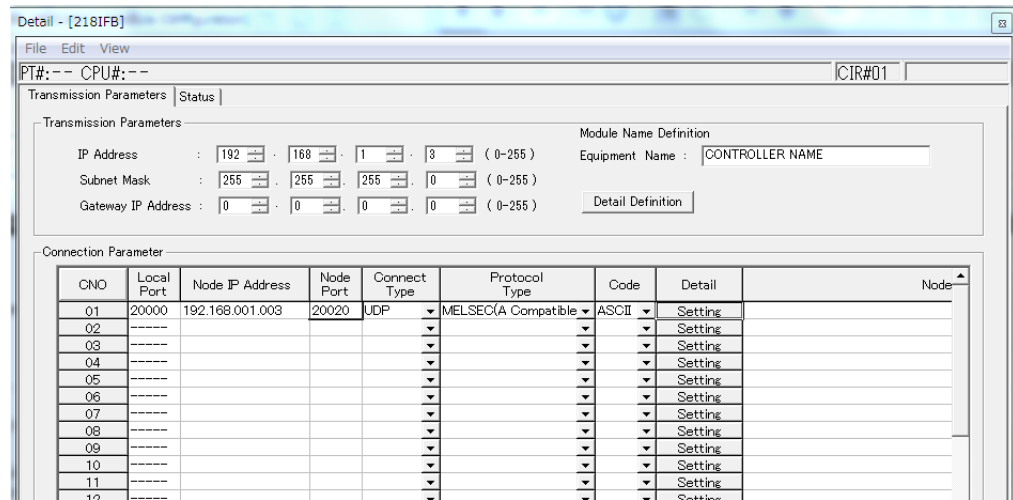 Detail - [218IFB]
File Edit View
PT#:-- CPU#:-- CIR#01
Transmission Parameters Status
Transmission Parameters
Module Name Definition
IP Address : 192 . 168 . 1 . 3 ( 0-255 ) Equipment Name : CONTROLLER NAME
Subnet Mask : 255 . 255 . 255 . 0 ( 0-255 )
Gateway IP Address : 0 . 0 . 0 . 0 ( 0-255 ) Detail Definition
Connection Parameter
CNO Local Port Node IP Address Node Port Connect Type Protocol Type Code Detail Node
01 20000 192.168.001.003 20020 UDP MELSEC(A Compatible ASCII Setting
02 ----- Setting
03 ----- Setting
04 ----- Setting
05 ----- Setting
06 ----- Setting
07 ----- Setting
08 ----- Setting
09 ----- Setting
10 ----- Setting
11 ----- Setting
12 ----- Setting